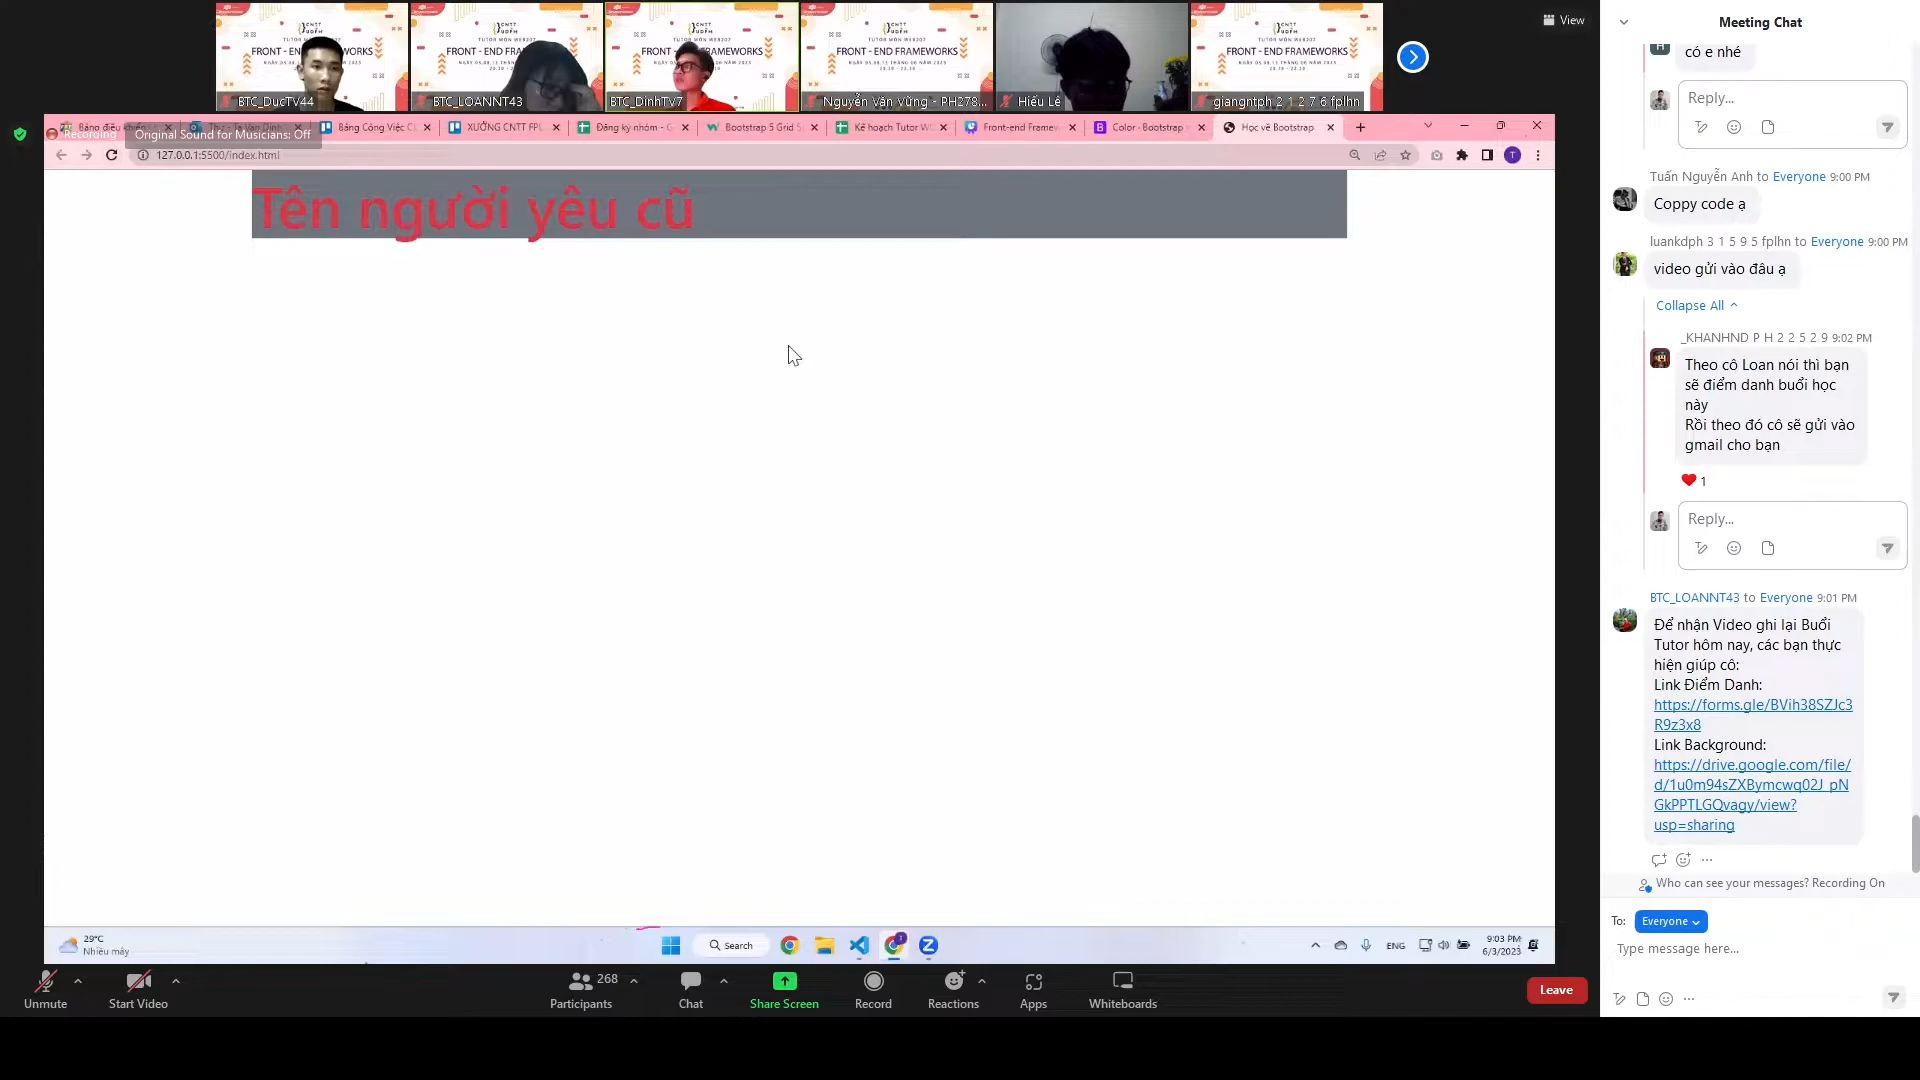 FRONT - END FRAMEWORKS
BTC_DucTV44
BTC_LOANNT43
BTC_DinhTV7
FRONT - END FRAMEWORKS
Nguyễn Văn Vững - PH278...
Hiếu Lê
FRONT - END FRAMEWORKS
giangntph 2 1 2 7 6 fplhn
View
Recording
Original Sound for Musicians: Off
Bảng Công Việc C
XƯỞNG CNTT FPL
Đăng ký nhóm - G
Bootstrap 5 Grid S
Kế hoạch Tutor W
Front-end Framew
Color · Bootstrap
Học về Bootstrap
127.0.0.1:5500/index.html
T
Tên người yêu cũ
29°C
Nhiều mây
Search
ENG
9:03 PM
6/3/2023
Unmute
Start Video
268
Participants
Chat
Share Screen
Record
Reactions
Apps
Whiteboards
Leave
Meeting Chat
có e nhé
Reply...
Tuấn Nguyễn Anh to Everyone 9:00 PM
Coppy code ạ
luankdph 3 1 5 9 5 fplhn to Everyone 9:00 PM
video gửi vào đâu ạ
Collapse All
_KHANHND P H 2 2 5 2 9 9:02 PM
Theo cô Loan nói thì bạn
sẽ điểm danh buổi học
này
Rồi theo đó cô sẽ gửi vào
gmail cho bạn
1
Reply...
BTC_LOANNT43 to Everyone 9:01 PM
Để nhận Video ghi lại Buổi
Tutor hôm nay, các bạn thực
hiện giúp cô:
Link Điểm Danh:
https://forms.gle/BVih38SZJc3
R9z3x8
Link Background:
https://drive.google.com/file/
d/1u0m94sZXBymcwq02J_pN
GkPPTLGQvagy/view?
usp=sharing
Who can see your messages? Recording On
To: Everyone
Type message here...